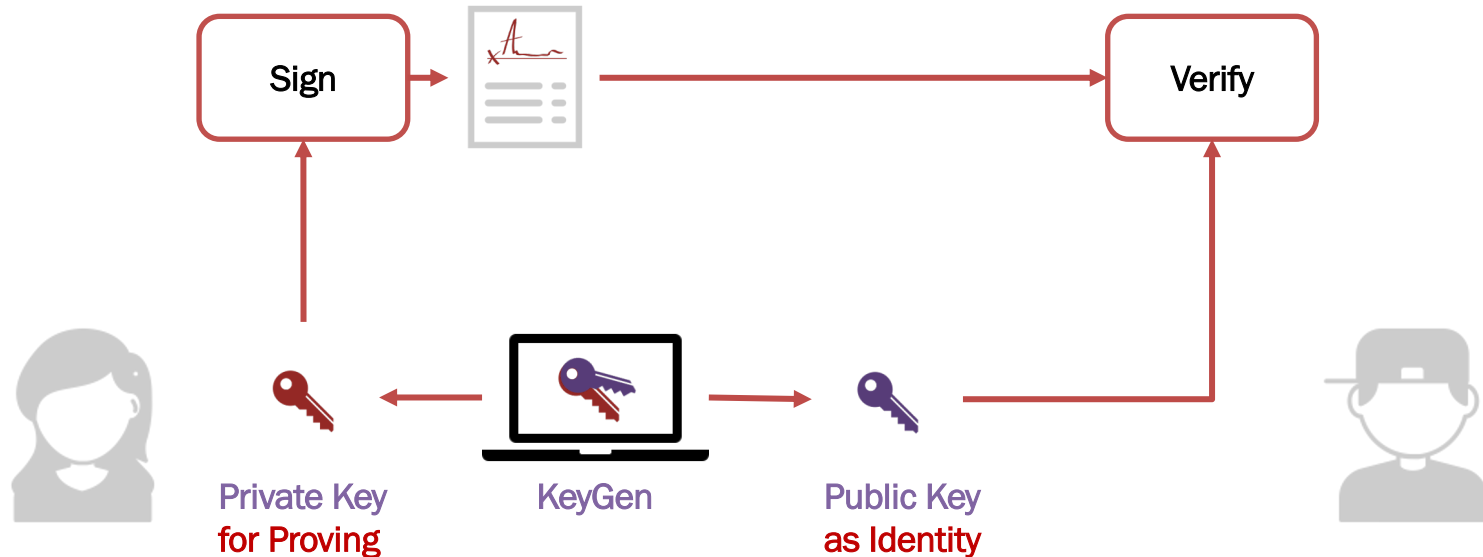 Sign
Verify
Private Key
for Proving
KeyGen
Public Key
as Identity